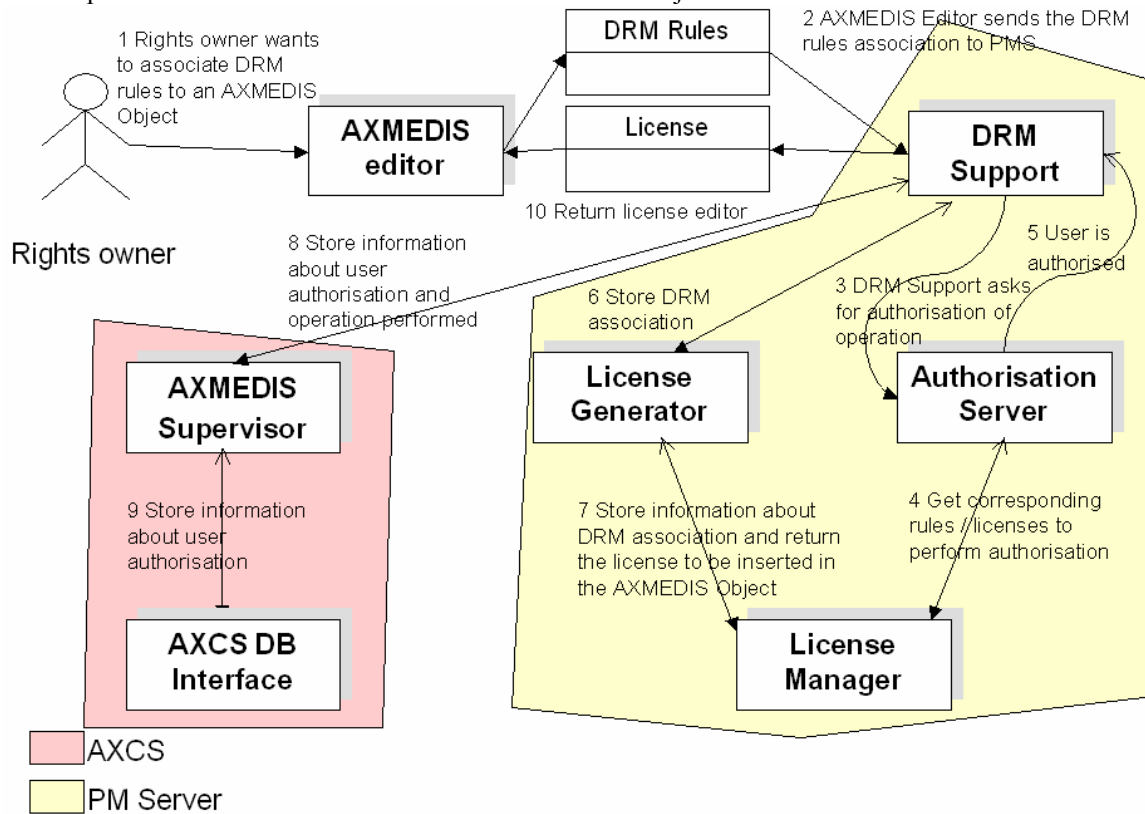 1 Rights owner wants
to associate DRM
rules to an AXMEDIS
Object
DRM Rules
2 AXMEDIS Editor sends the DRM
rules association to PMS
AXMEDIS
editor
License
DRM
Support
10 Return license editor
Rights owner
8 Store information
about user
authorisation and
operation performed
5 User is
authorised
3 DRM Support asks
for authorisation of
operation
6 Store DRM
association
AXMEDIS
Supervisor
License
Generator
Authorisation
Server
9 Store information
about user
authorisation
7 Store information about
DRM association and return
the license to be inserted in
the AXMEDIS Object
4 Get corresponding
rules / licenses to
perform authorisation
AXCS DB
Interface
License
Manager
AXCS
PM Server